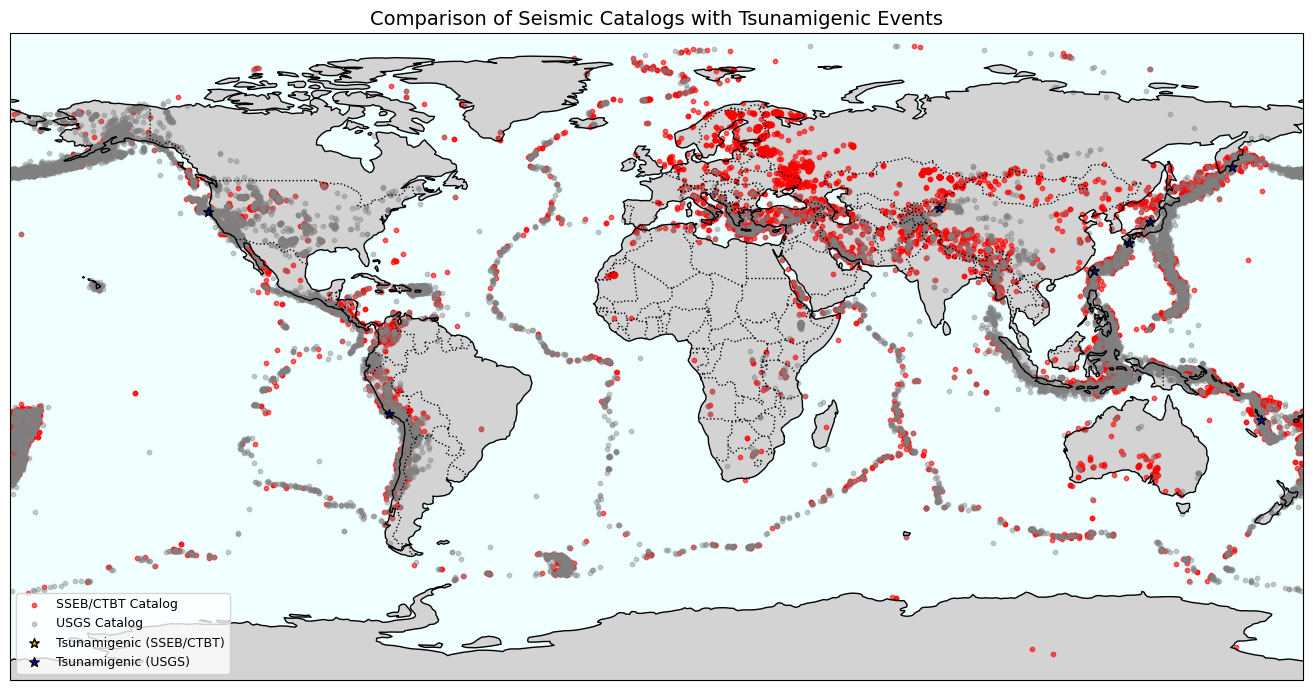 Comparison of Seismic Catalogs with Tsunamigenic Events
SSEB/CTBT Catalog
USGS Catalog
Tsunamigenic (SSEB/CTBT)
Tsunamigenic (USGS)